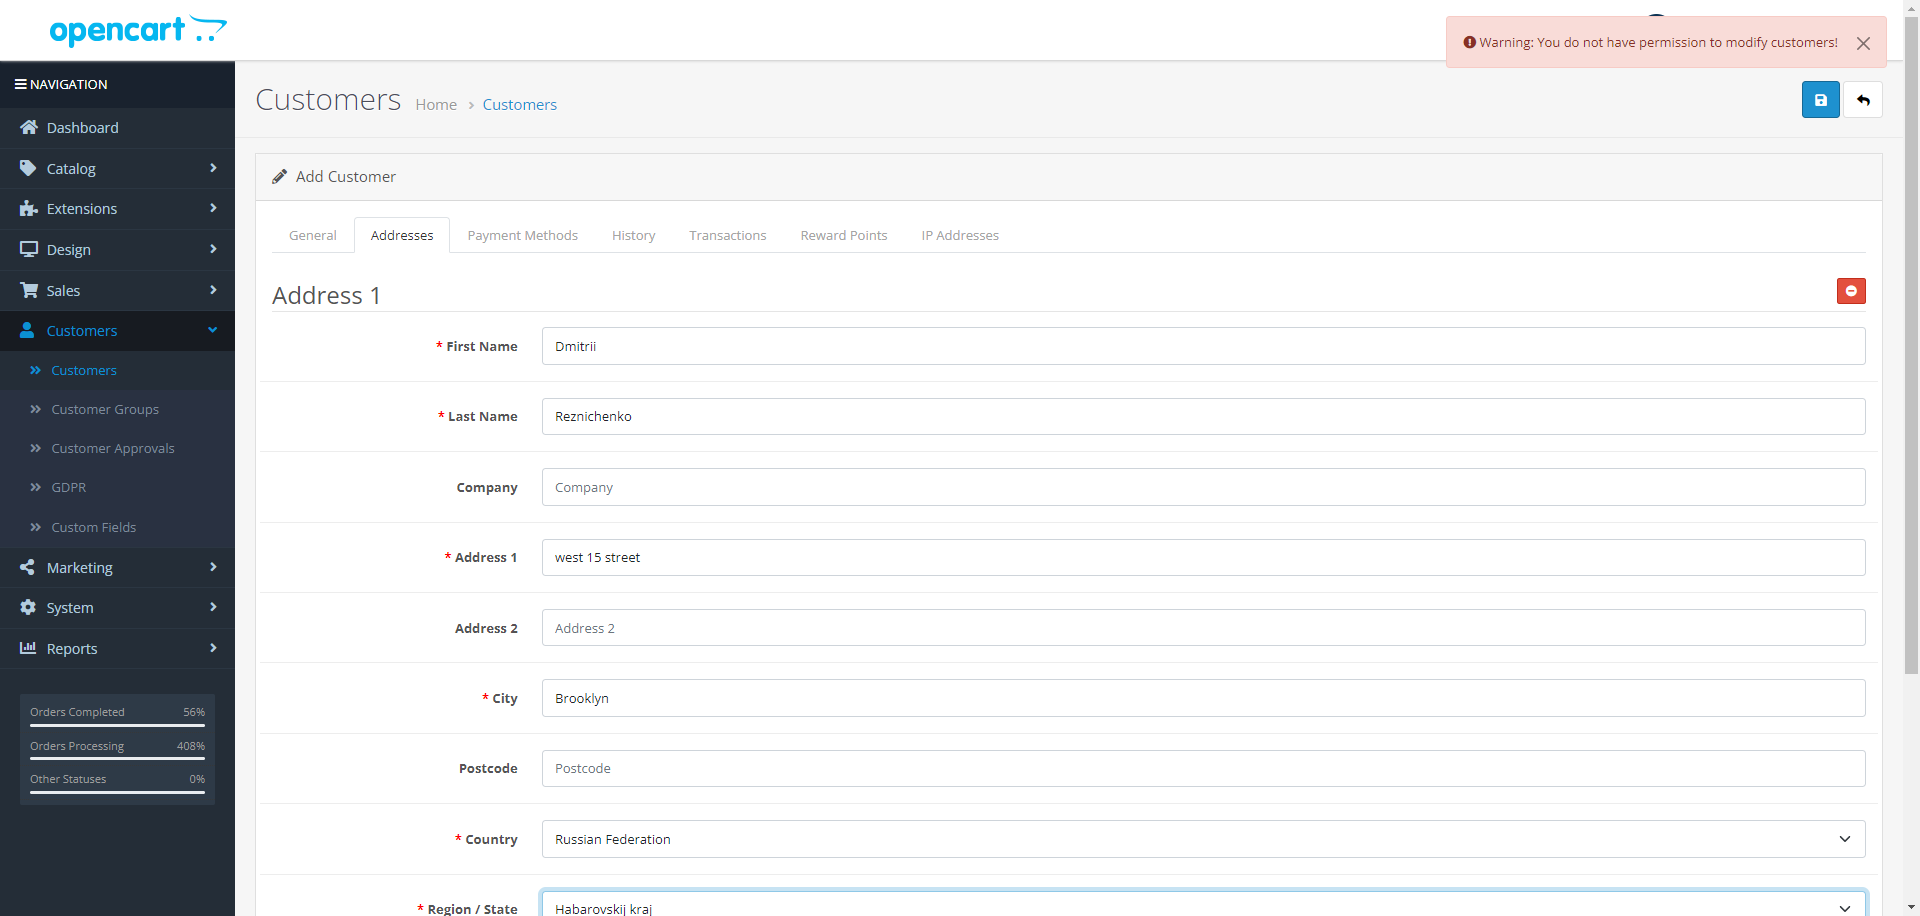 opencart
Warning: You do not have permission to modify customers!
NAVIGATION
Dashboard
Catalog
Extensions
Design
Sales
Customers
Customers
Customer Groups
Customer Approvals
GDPR
Custom Fields
Marketing
System
Reports
Orders Completed 56%
Orders Processing 408%
Other Statuses 0%
Customers Home Customers
Add Customer
General Addresses Payment Methods History Transactions Reward Points IP Addresses
Address 1
* First Name Dmitrii
* Last Name Reznichenko
Company Company
* Address 1 west 15 street
Address 2 Address 2
* City Brooklyn
Postcode Postcode
* Country Russian Federation
* Region / State Habarovskij kraj